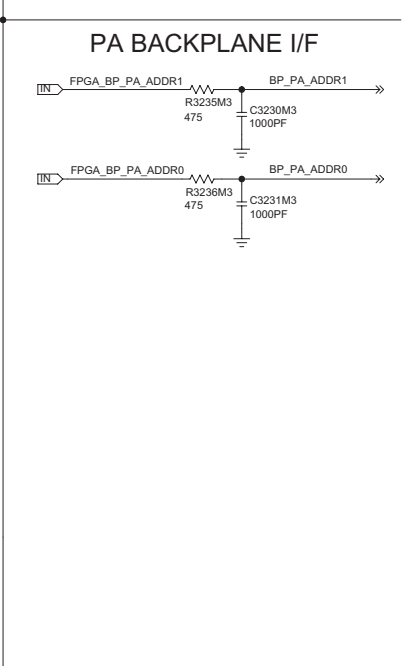 PA BACKPLANE I/F
IN FPGA_BP_PA_ADDR1 BP_PA_ADDR1
R3235M3 C3230M3
475 1000PF
IN FPGA_BP_PA_ADDR0 BP_PA_ADDR0
R3236M3 C3231M3
475 1000PF